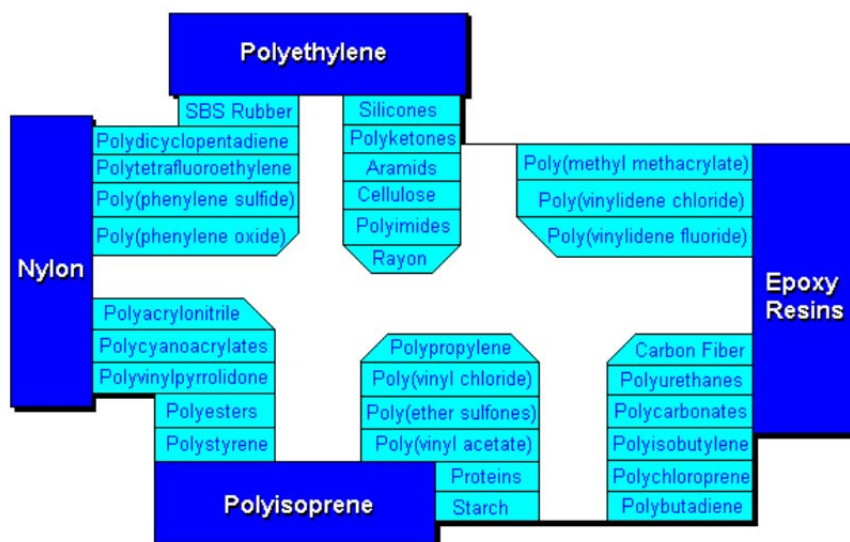 Polyethylene
SBS Rubber
Polydicyclopentadiene
Polytetrafluoroethylene
Poly(phenylene sulfide)
Poly(phenylene oxide)
Silicones
Polyketones
Aramids
Cellulose
Polyimides
Rayon
Poly(methyl methacrylate)
Poly(vinylidene chloride)
Poly(vinylidene fluoride)
Nylon
Epoxy
Resins
Polyacrylonitrile
Polycyanoacrylates
Polyvinylpyrrolidone
Polyesters
Polystyrene
Polypropylene
Poly(vinyl chloride)
Poly(ether sulfones)
Poly(vinyl acetate)
Proteins
Starch
Carbon Fiber
Polyurethanes
Polycarbonates
Polyisobutylene
Polychloroprene
Polybutadiene
Polyisoprene